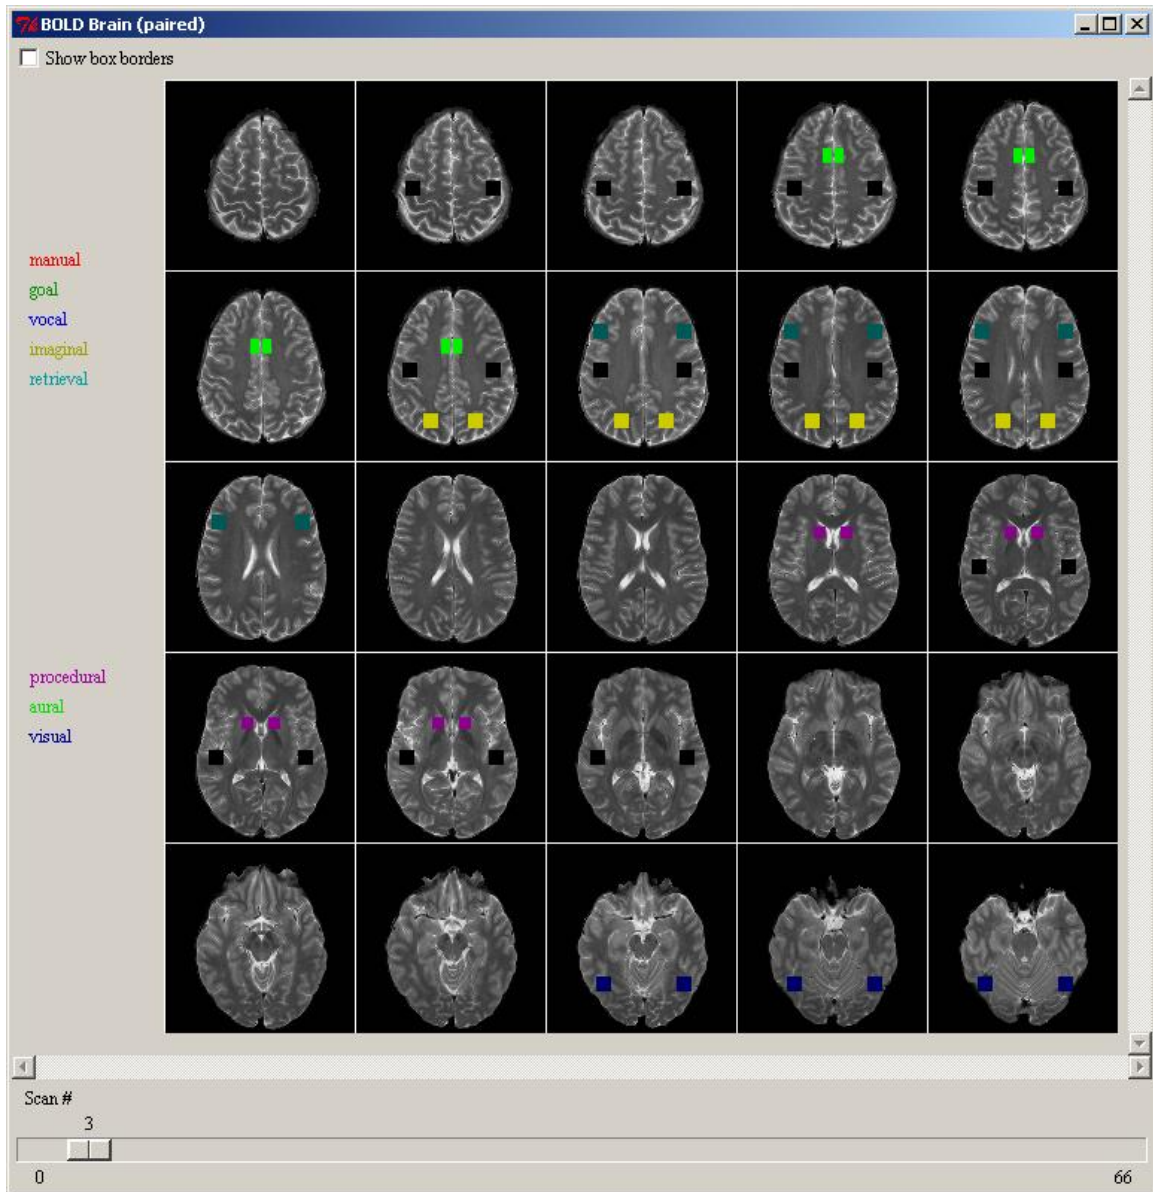 BOLD Brain (paired)
Show box borders
manual
goal
vocal
imaginal
retrieval
procedural
aural
visual
Scan #
3
0
66